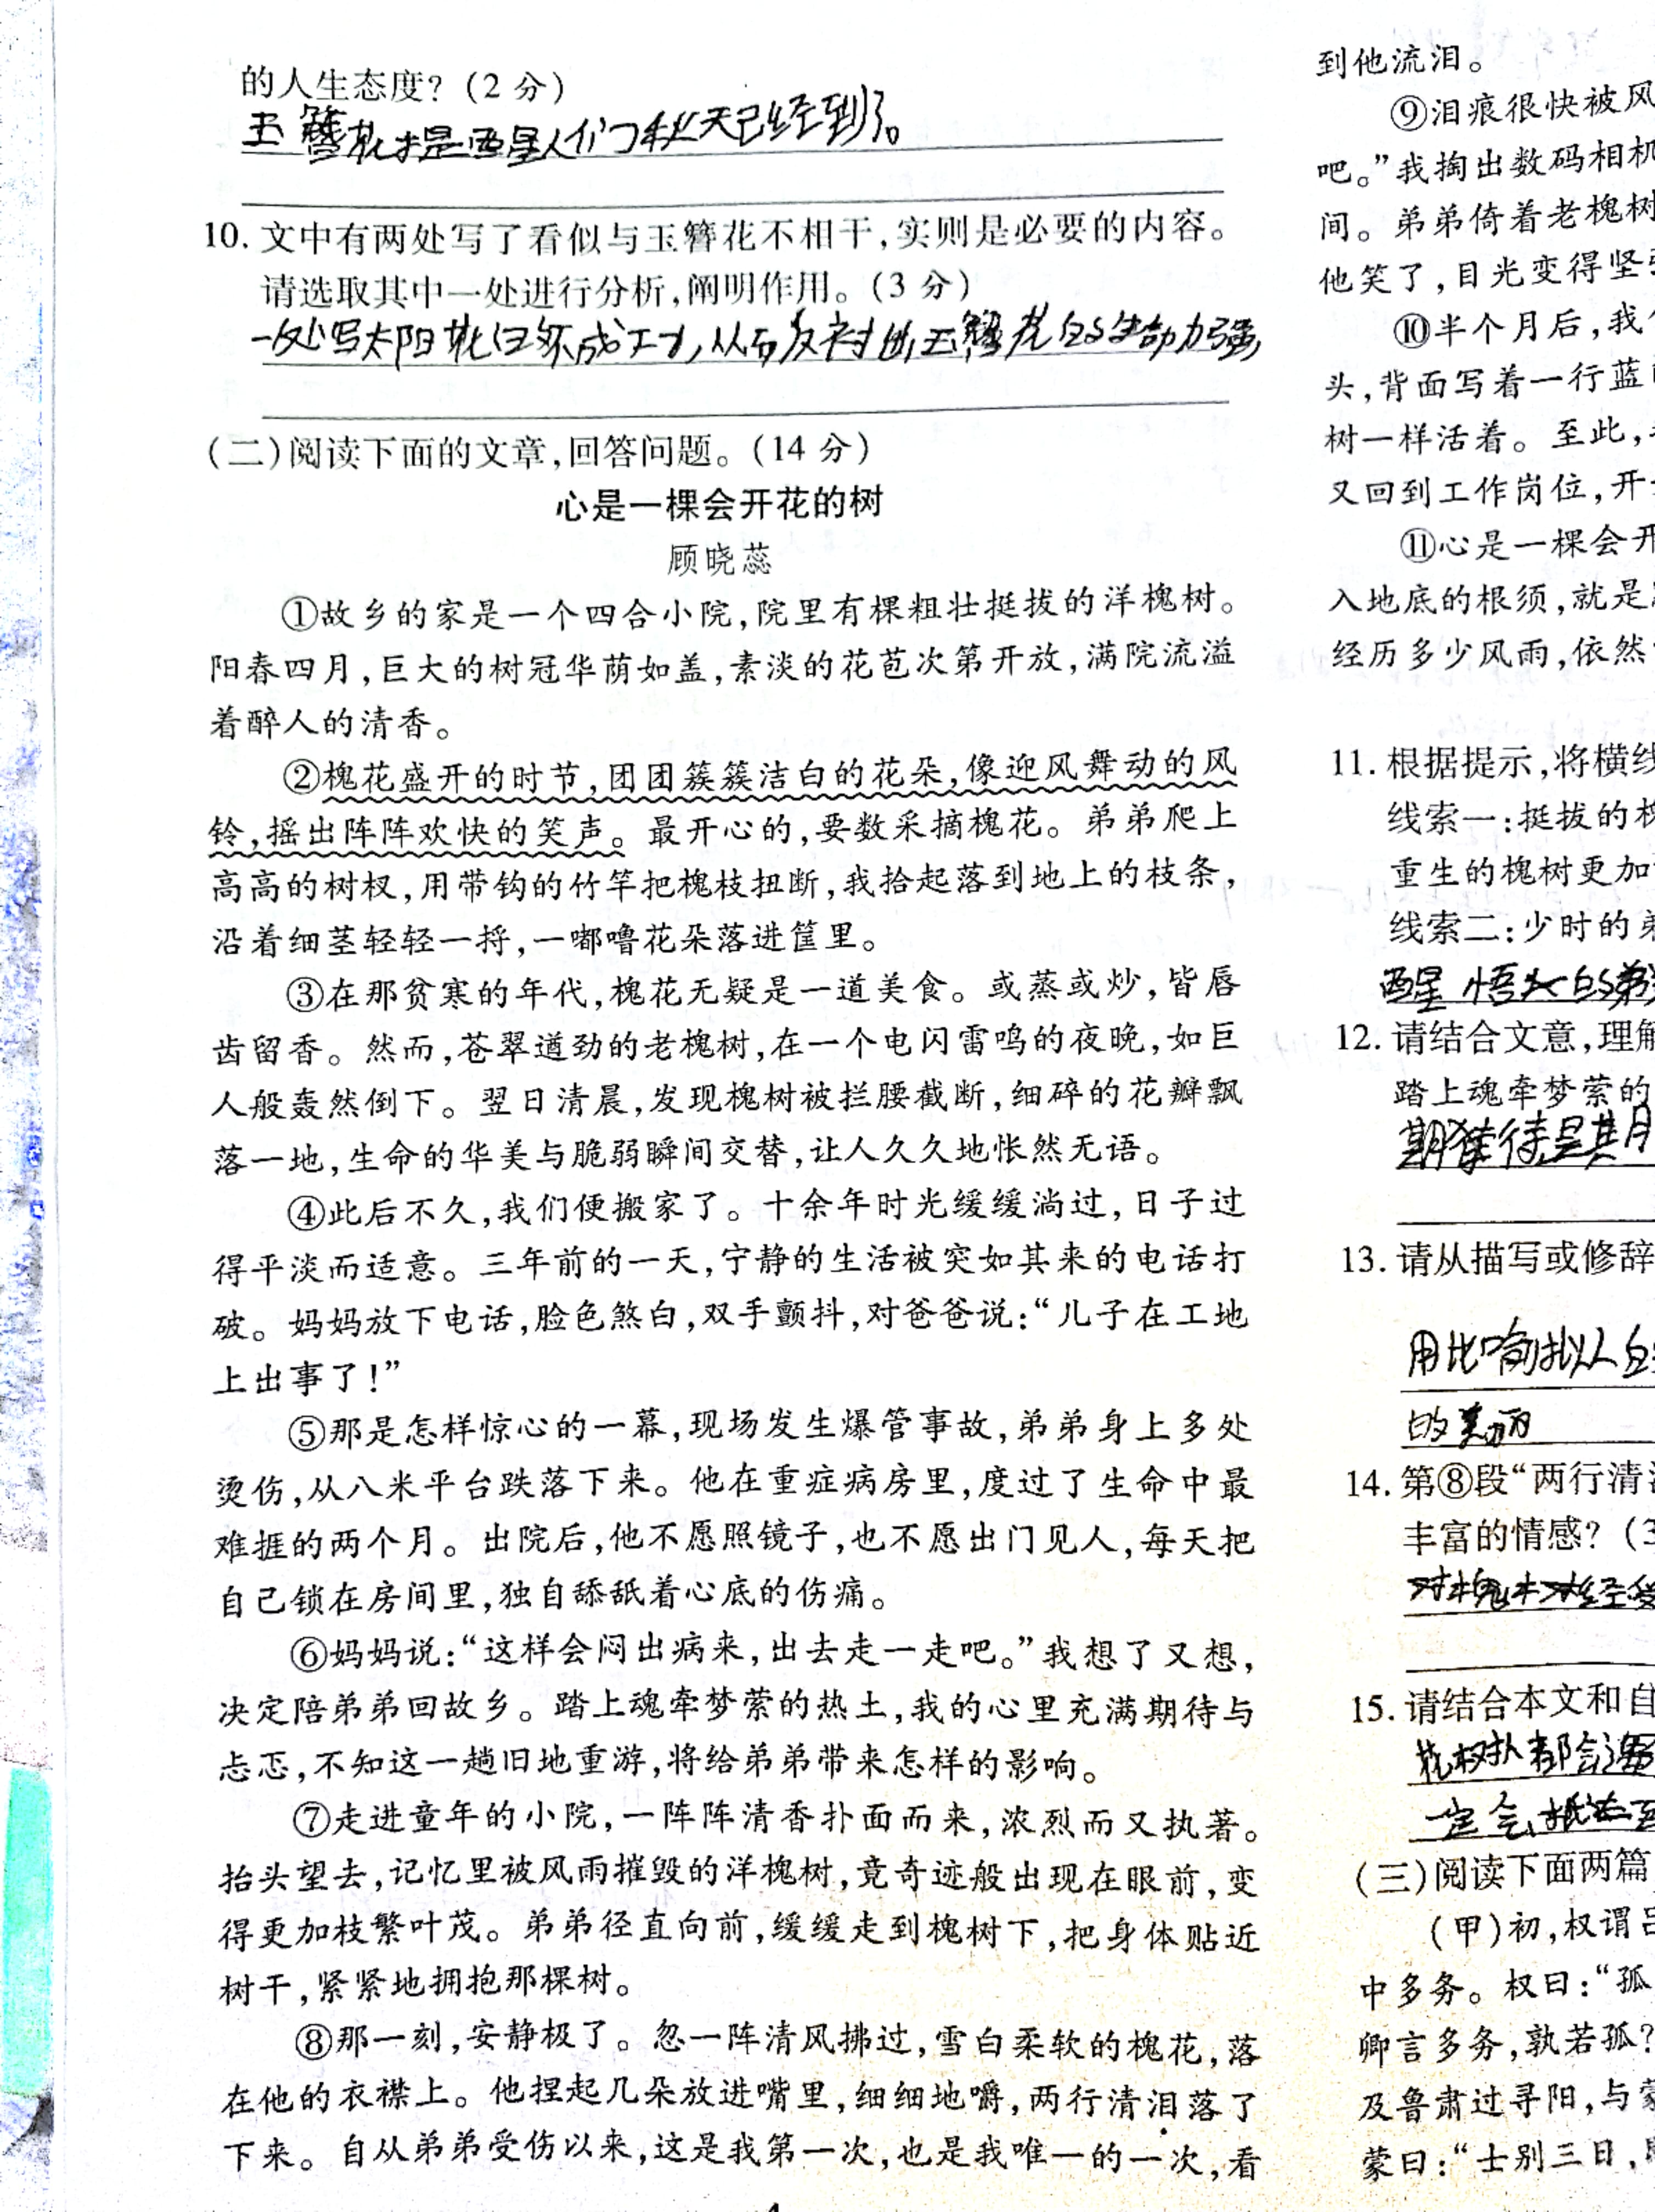 的人生态度?(2分)
玉簪花才是西星人们秋天已经到了。
10.文中有两处写了看似与玉簪花不相干,实则是必要的内容。
请选取其中一处进行分析,阐明作用。(3分)
一处写太阳花已坏成工才,从而反衬出玉簪花的生命力强,
(二)阅读下面的文章,回答问题。(14分)
心是一棵会开花的树
顾晓蕊
①故乡的家是一个四合小院,院里有棵粗壮挺拔的洋槐树。
阳春四月,巨大的树冠华荫如盖,素淡的花苞次第开放,满院流溢
着醉人的清香。
②槐花盛开的时节,团团簇簇洁白的花朵,像迎风舞动的风
铃,摇出阵阵欢快的笑声。最开心的,要数采摘槐花。弟弟爬上
高高的树杈,用带钩的竹竿把槐枝扭断,我拾起落到地上的枝条,
沿着细茎轻轻一捋,一嘟噜花朵落进筐里。
③在那贫寒的年代,槐花无疑是一道美食。或蒸或炒,皆唇
齿留香。然而,苍翠遒劲的老槐树,在一个电闪雷鸣的夜晚,如巨
人般轰然倒下。翌日清晨,发现槐树被拦腰截断,细碎的花瓣飘
落一地,生命的华美与脆弱瞬间交替,让人久久地怅然无语。
④此后不久,我们便搬家了。十余年时光缓缓淌过,日子过
得平淡而适意。三年前的一天,宁静的生活被突如其来的电话打
破。妈妈放下电话,脸色煞白,双手颤抖,对爸爸说:“儿子在工地
上出事了!”
⑤那是怎样惊心的一幕,现场发生爆管事故,弟弟身上多处
烫伤,从八米平台跌落下来。他在重症病房里,度过了生命中最
难捱的两个月。出院后,他不愿照镜子,也不愿出门见人,每天把
自己锁在房间里,独自舔舐着心底的伤痛。
⑥妈妈说:“这样会闷出病来,出去走一走吧。”我想了又想,
决定陪弟弟回故乡。踏上魂牵梦萦的热土,我的心里充满期待与
忐忑,不知这一趟旧地重游,将给弟弟带来怎样的影响。
⑦走进童年的小院,一阵阵清香扑面而来,浓烈而又执著。
抬头望去,记忆里被风雨摧毁的洋槐树,竟奇迹般出现在眼前,变
得更加枝繁叶茂。弟弟径直向前,缓缓走到槐树下,把身体贴近
树干,紧紧地拥抱那棵树。
⑧那一刻,安静极了。忽一阵清风拂过,雪白柔软的槐花,落
在他的衣襟上。他捏起几朵放进嘴里,细细地嚼,两行清泪落了
下来。自从弟弟受伤以来,这是我第一次,也是我唯一的一次,看
到他流泪。
⑨泪痕很快被风
吧。”我掏出数码相机
间。弟弟倚着老槐树
他笑了,目光变得坚
⑩半个月后,我
头,背面写着一行蓝
树一样活着。至此,
又回到工作岗位,开
⑪心是一棵会开
入地底的根须,就是
经历多少风雨,依然
11.根据提示,将横线
线索一:挺拔的
重生的槐树更加
线索二:少时的
醒悟的弟
12.请结合文意,理解
踏上魂牵梦萦的
期待是
13.请从描写或修辞
用比喻拟人
的美丽
14.第⑧段“两行清
丰富的情感?(3
对槐树经受
15.请结合本文和自
花树都会遇
一定会
(三)阅读下面两篇
(甲)初,权谓吕
中多务。权曰:“孤
卿言多务,孰若孤?
及鲁肃过寻阳,与蒙
蒙曰:“士别三日,